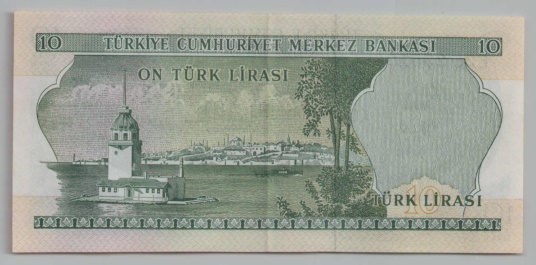 10 TÜRKİYE CUMHURİYET MERKEZ BANKASI 10
ON TÜRK LİRASI
10
TÜRK LİRASI